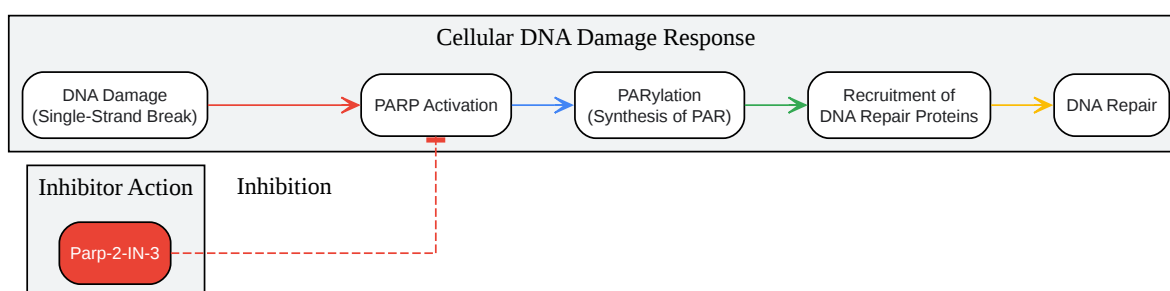 Cellular DNA Damage Response
DNA Damage
(Single-Strand Break)
PARP Activation
PARylation
(Synthesis of PAR)
Recruitment of
DNA Repair Proteins
DNA Repair
Inhibitor Action
Inhibition
Parp-2-IN-3